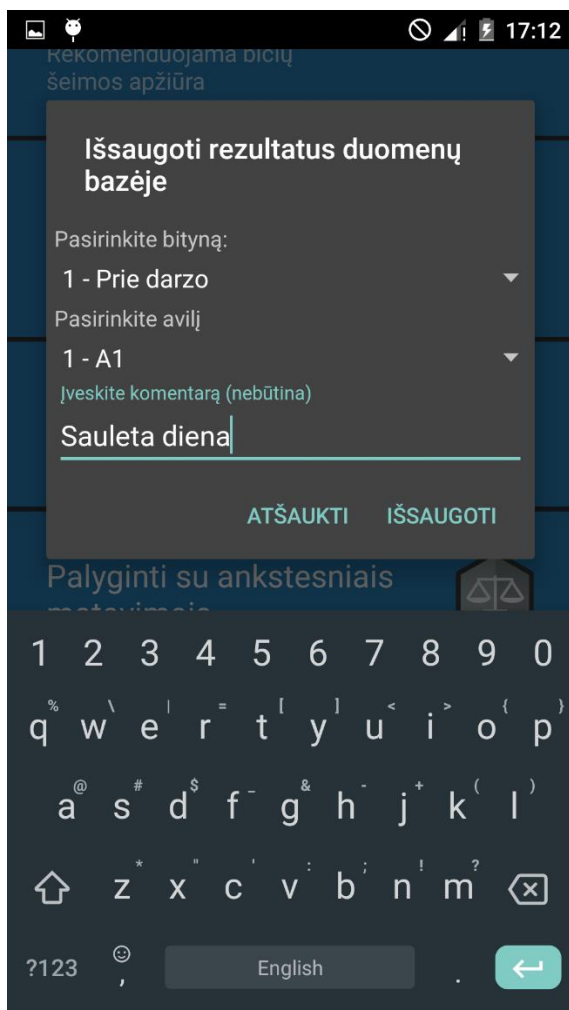 17:12
Rekomenduojama bičių
šeimos apžiūra
Išsaugoti rezultatus duomenų
bazėje
Pasirinkite bityną:
1 - Prie darzo
Pasirinkite avilį
1 - A1
Įveskite komentarą (nebūtina)
Sauleta diena
ATŠAUKTI IŠSAUGOTI
Palyginti su ankstesniais
matavimais
1 2 3 4 5 6 7 8 9 0
% \ | = [ ] < > { }
q w e r t y u i o p
@ # $ _ & - + ( )
a s d f g h j k l
* " ' : ; ! ?
z x c v b n m
?123 , English .